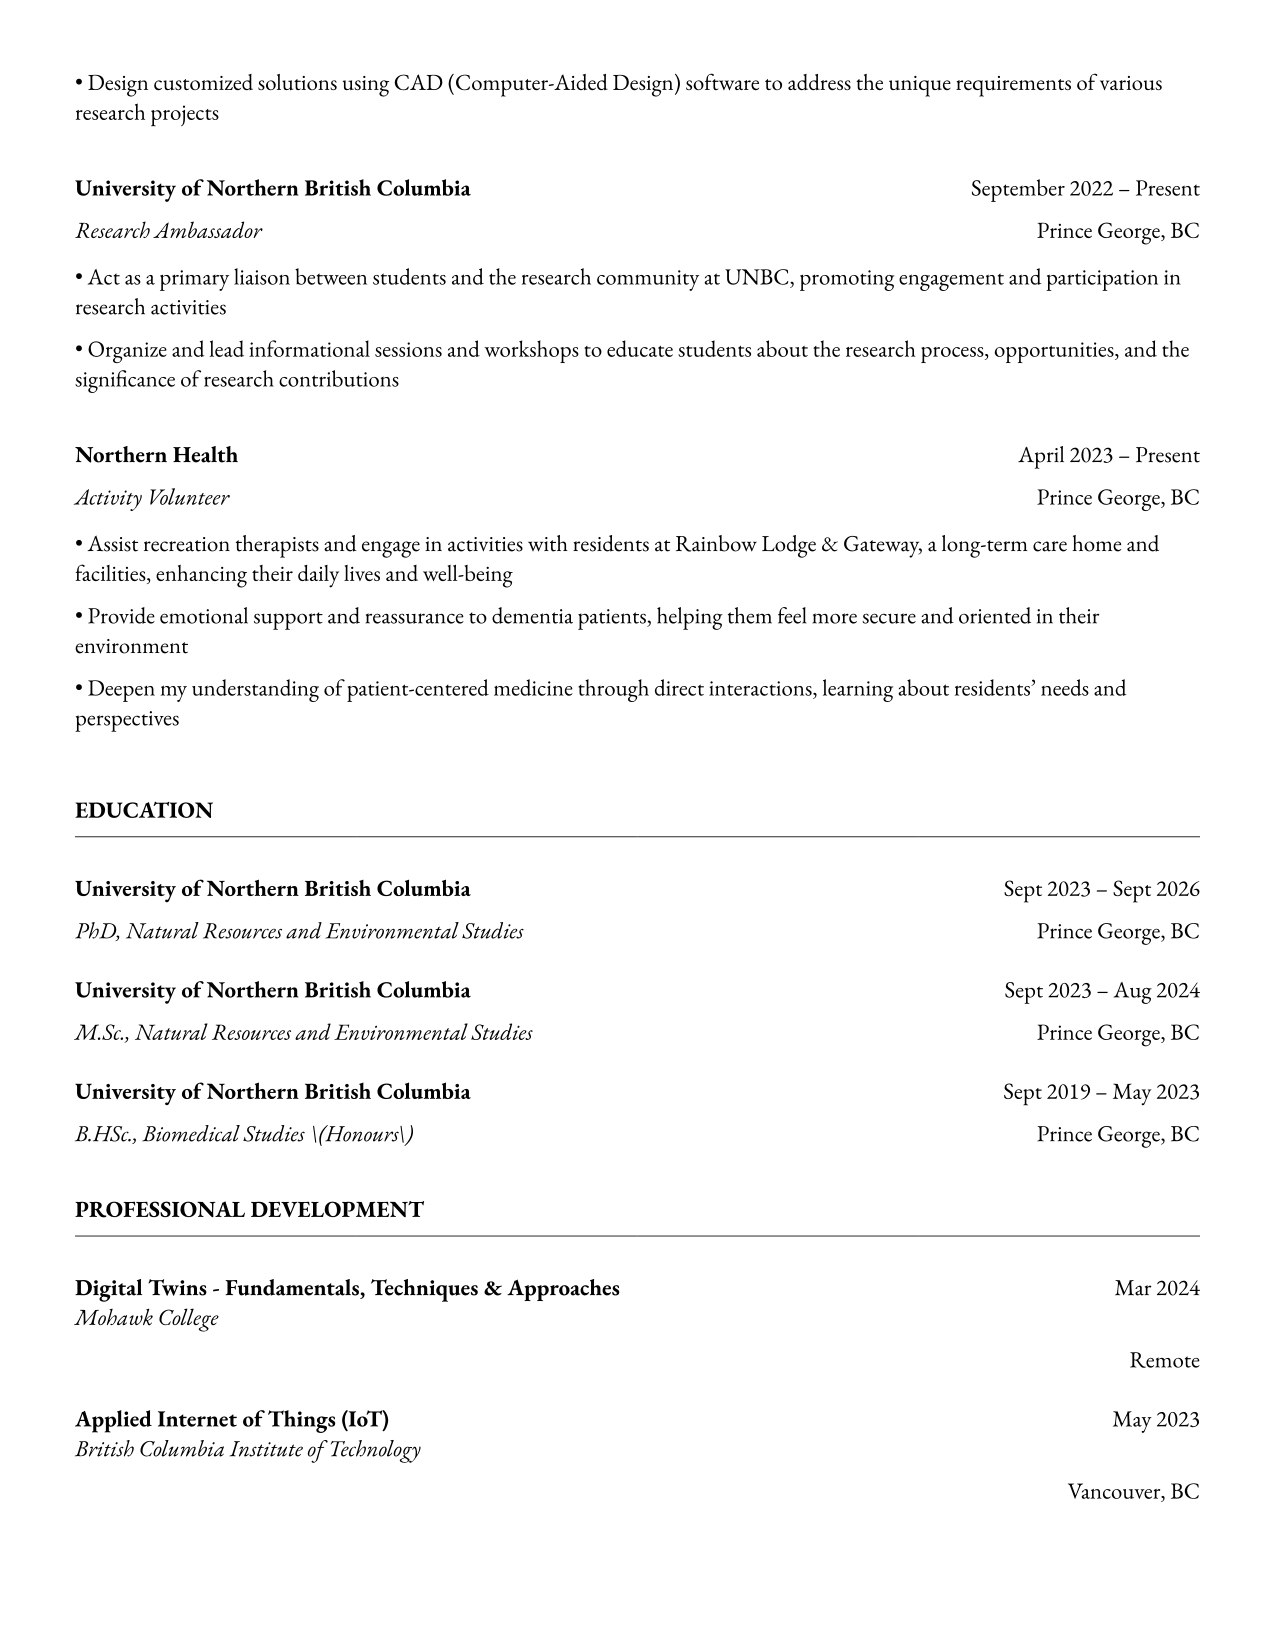 • Design customized solutions using CAD (Computer-Aided Design) software to address the unique requirements of various
research projects
University of Northern British Columbia September 2022 – Present
Research Ambassador Prince George, BC
• Act as a primary liaison between students and the research community at UNBC, promoting engagement and participation in
research activities
• Organize and lead informational sessions and workshops to educate students about the research process, opportunities, and the
significance of research contributions
Northern Health April 2023 – Present
Activity Volunteer Prince George, BC
• Assist recreation therapists and engage in activities with residents at Rainbow Lodge & Gateway, a long-term care home and
facilities, enhancing their daily lives and well-being
• Provide emotional support and reassurance to dementia patients, helping them feel more secure and oriented in their
environment
• Deepen my understanding of patient-centered medicine through direct interactions, learning about residents’ needs and
perspectives
EDUCATION
University of Northern British Columbia Sept 2023 – Sept 2026
PhD, Natural Resources and Environmental Studies Prince George, BC
University of Northern British Columbia Sept 2023 – Aug 2024
M.Sc., Natural Resources and Environmental Studies Prince George, BC
University of Northern British Columbia Sept 2019 – May 2023
B.HSc., Biomedical Studies \(Honours\) Prince George, BC
PROFESSIONAL DEVELOPMENT
Digital Twins - Fundamentals, Techniques & Approaches Mar 2024
Mohawk College
Remote
Applied Internet of Things (IoT) May 2023
British Columbia Institute of Technology
Vancouver, BC